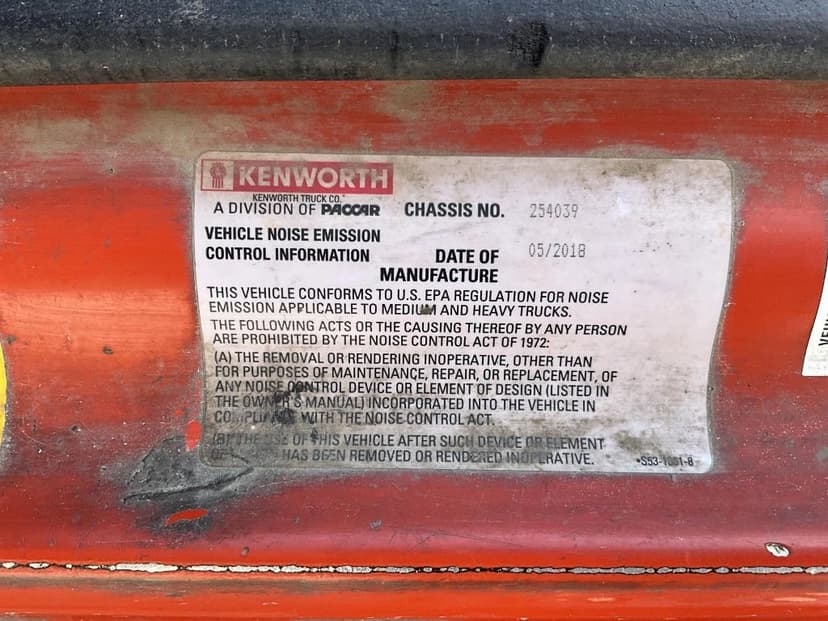 KENWORTH
KENWORTH TRUCK CO.
A DIVISION OF PACCAR CHASSIS NO. 254039
VEHICLE NOISE EMISSION
CONTROL INFORMATION
DATE OF
MANUFACTURE
05/2018
THIS VEHICLE CONFORMS TO U.S. EPA REGULATION FOR NOISE
EMISSION APPLICABLE TO MEDIUM AND HEAVY TRUCKS.
THE FOLLOWING ACTS OR THE CAUSING THEREOF BY ANY PERSON
ARE PROHIBITED BY THE NOISE CONTROL ACT OF 1972:
(A) THE REMOVAL OR RENDERING INOPERATIVE, OTHER THAN
FOR PURPOSES OF MAINTENANCE, REPAIR, OR REPLACEMENT, OF
ANY NOISE CONTROL DEVICE OR ELEMENT OF DESIGN (LISTED IN
THE OWNER'S MANUAL) INCORPORATED INTO THE VEHICLE IN
COMPLIANCE WITH THE NOISE CONTROL ACT.
(B) THE USE OF THIS VEHICLE AFTER SUCH DEVICE OR ELEMENT
OF HAS BEEN REMOVED OR RENDERED INOPERATIVE.